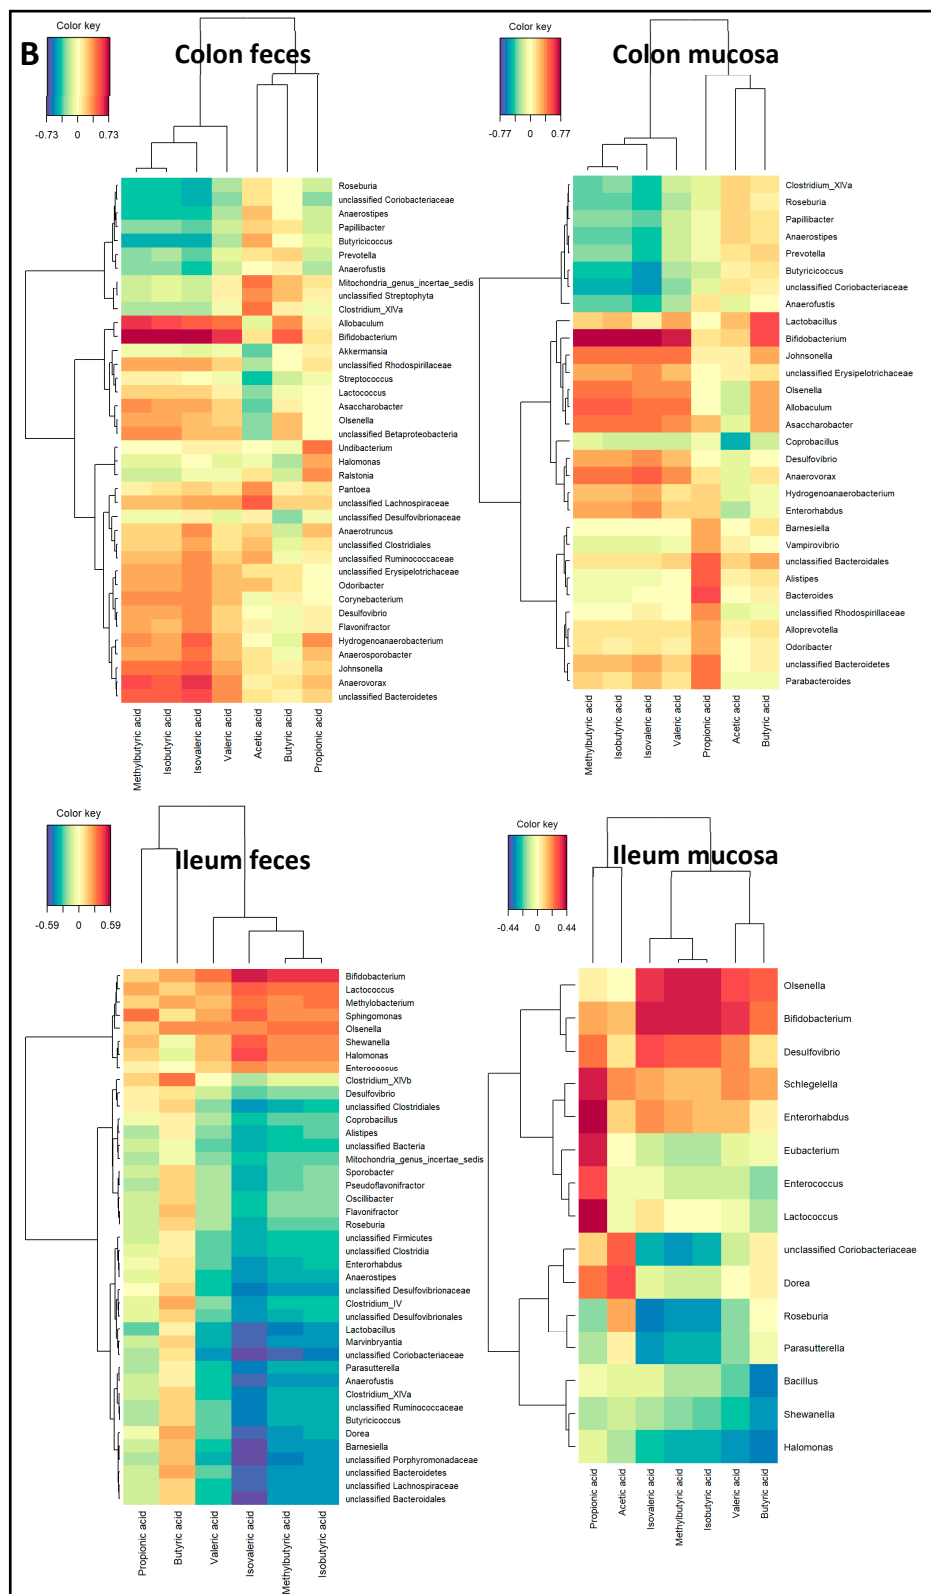 B
Color key
-0.73 0 0.73
Colon feces
Roseburia
unclassified Coriobacteriaceae
Anaerostipes
Papillibacter
Butyricicoccus
Prevotella
Anaerofustis
Mitochondria_genus_incertae_sedis
unclassified Streptophyta
Clostridium_XIVa
Allobaculum
Bifidobacterium
Akkermansia
unclassified Rhodospirillaceae
Streptococcus
Lactococcus
Asaccharobacter
Olsenella
unclassified Betaproteobacteria
Undibacterium
Halomonas
Ralstonia
Pantoea
unclassified Lachnospiraceae
unclassified Desulfovibrionaceae
Anaerotruncus
unclassified Clostridiales
unclassified Ruminococcaceae
unclassified Erysipelotrichaceae
Odoribacter
Corynebacterium
Desulfovibrio
Flavonifractor
Hydrogenoanaerobacterium
Anaerosporobacter
Johnsonella
Anaerovorax
unclassified Bacteroidetes
Methylbutyric acid
Isobutyric acid
Isovaleric acid
Valeric acid
Acetic acid
Butyric acid
Propionic acid
Color key
-0.77 0 0.77
Colon mucosa
Clostridium_XIVa
Roseburia
Papillibacter
Anaerostipes
Prevotella
Butyricicoccus
unclassified Coriobacteriaceae
Anaerofustis
Lactobacillus
Bifidobacterium
Johnsonella
unclassified Erysipelotrichaceae
Olsenella
Allobaculum
Asaccharobacter
Coprobacillus
Desulfovibrio
Anaerovorax
Hydrogenoanaerobacterium
Enterorhabdus
Barnesiella
Vampirovibrio
unclassified Bacteroidales
Alistipes
Bacteroides
unclassified Rhodospirillaceae
Alloprevotella
Odoribacter
unclassified Bacteroidetes
Parabacteroides
Methylbutyric acid
Isobutyric acid
Isovaleric acid
Valeric acid
Propionic acid
Acetic acid
Butyric acid
Color key
-0.59 0 0.59
Ileum feces
Bifidobacterium
Lactococcus
Methylobacterium
Sphingomonas
Olsenella
Shewanella
Halomonas
Enterococcus
Clostridium_XIVb
Desulfovibrio
unclassified Clostridiales
Coprobacillus
Alistipes
unclassified Bacteria
Mitochondria_genus_incertae_sedis
Sporobacter
Pseudoflavonifractor
Oscillibacter
Flavonifractor
Roseburia
unclassified Firmicutes
unclassified Clostridia
Enterorhabdus
Anaerostipes
unclassified Desulfovibrionaceae
Clostridium_IV
unclassified Desulfovibrionales
Lactobacillus
Marvinbryantia
unclassified Coriobacteriaceae
Parasutterella
Anaerofustis
Clostridium_XIVa
unclassified Ruminococcaceae
Butyricicoccus
Dorea
Barnesiella
unclassified Porphyromonadaceae
unclassified Bacteroidetes
unclassified Lachnospiraceae
unclassified Bacteroidales
Propionic acid
Butyric acid
Valeric acid
Isovaleric acid
Methylbutyric acid
Isobutyric acid
Color key
-0.44 0 0.44
Ileum mucosa
Olsenella
Bifidobacterium
Desulfovibrio
Schlegelella
Enterorhabdus
Eubacterium
Enterococcus
Lactococcus
unclassified Coriobacteriaceae
Dorea
Roseburia
Parasutterella
Bacillus
Shewanella
Halomonas
Propionic acid
Acetic acid
Isovaleric acid
Methylbutyric acid
Isobutyric acid
Valeric acid
Butyric acid